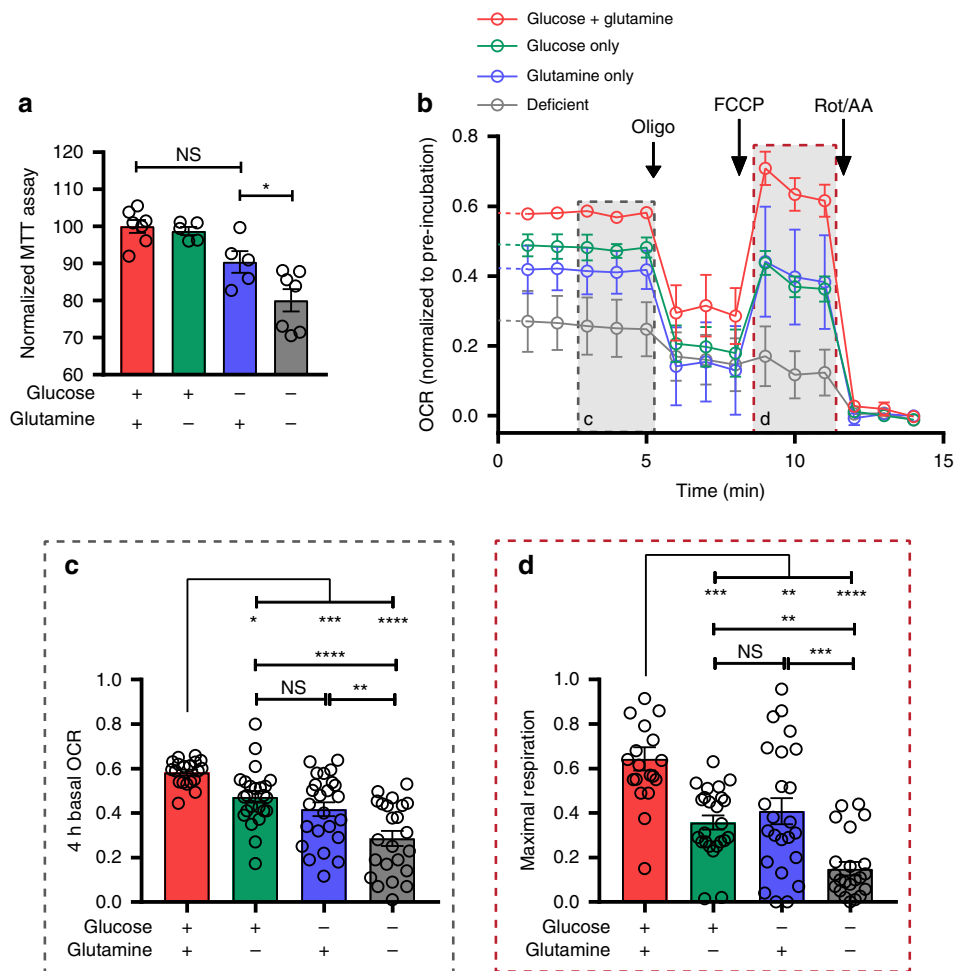 Glucose + glutamine
Glucose only
Glutamine only
Deficient
a
Normalized MTT assay
120
110
100
90
80
70
60
NS
*
Glucose + + – –
Glutamine + – + –
b
OCR (normalized to pre-incubation)
0.8
0.6
0.4
0.2
0.0
Oligo
FCCP
Rot/AA
c
d
0 5 10 15
Time (min)
c
* *** ****
****
NS **
4 h basal OCR
1.0
0.8
0.6
0.4
0.2
0.0
Glucose + + – –
Glutamine + – + –
d
*** ** ****
**
NS ***
Maximal respiration
1.0
0.8
0.6
0.4
0.2
0.0
Glucose + + – –
Glutamine + – + –